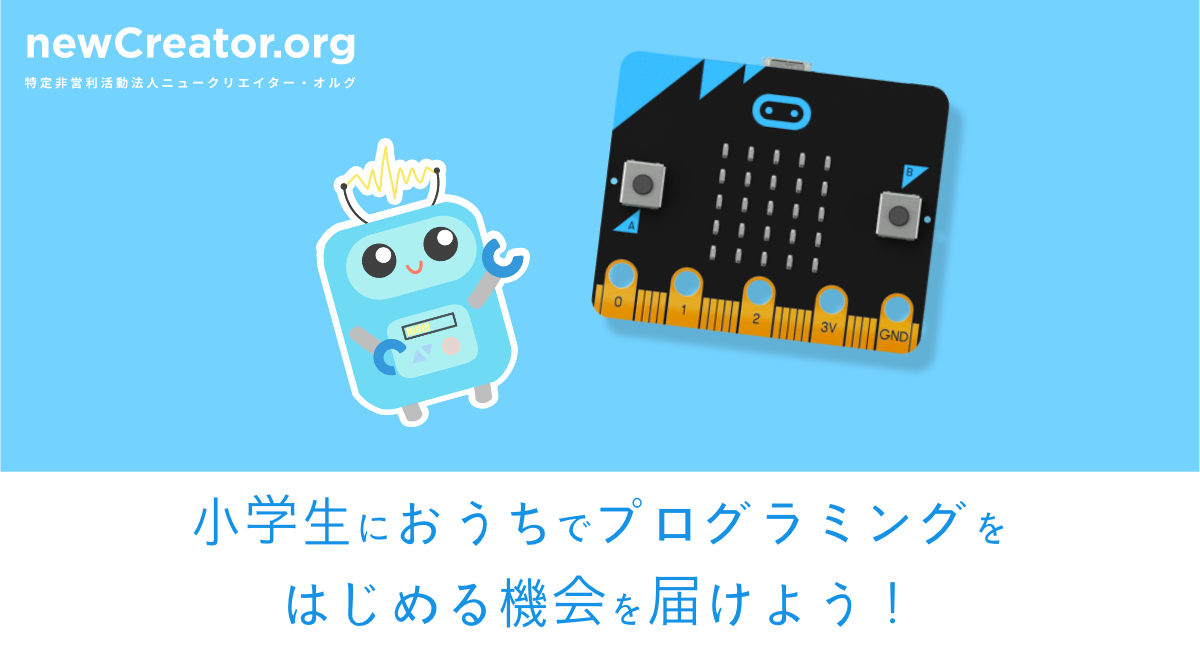 newCreator.org
特定非営利活動法人ニュークリエイター・オルグ
A
B
0
1
2
3V
GND
小学生におうちでプログラミングを
はじめる機会を届けよう！